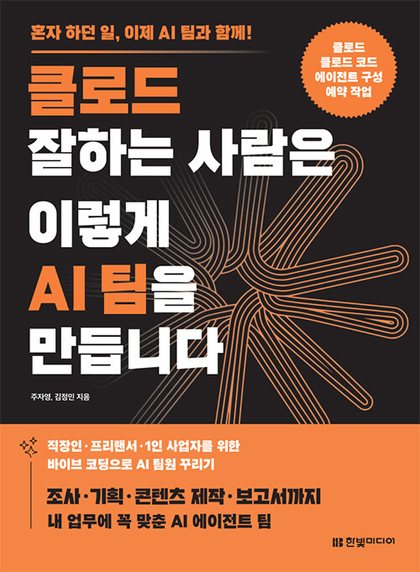 혼자 하던 일, 이제 AI 팀과 함께!
클로드
클로드 코드
에이전트 구성
예약 작업
클로드
잘하는 사람은
이렇게
AI 팀을
만듭니다
주자영, 김정민 지음
직장인·프리랜서·1인 사업자를 위한
바이브 코딩으로 AI 팀원 꾸리기
조사·기획·콘텐츠 제작·보고서까지
내 업무에 꼭 맞춘 AI 에이전트 팀
HB 한빛미디어